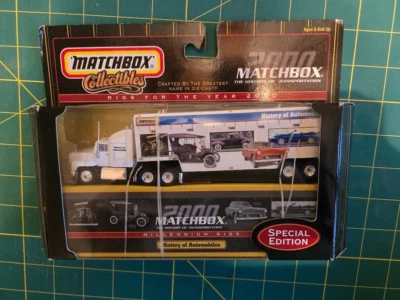 Ages 8 and Up
MATCHBOX
Collectibles
CRAFTED BY THE GREATEST
NAME IN DIE-CAST®
2000
MATCHBOX
THE HISTORY OF TRANSPORTATION
RIGS FOR THE YEAR 2000
History of Automobiles
2000
MATCHBOX
THE HISTORY OF TRANSPORTATION
MILLENNIUM RIGS
History of Automobiles
SPECIAL
EDITION